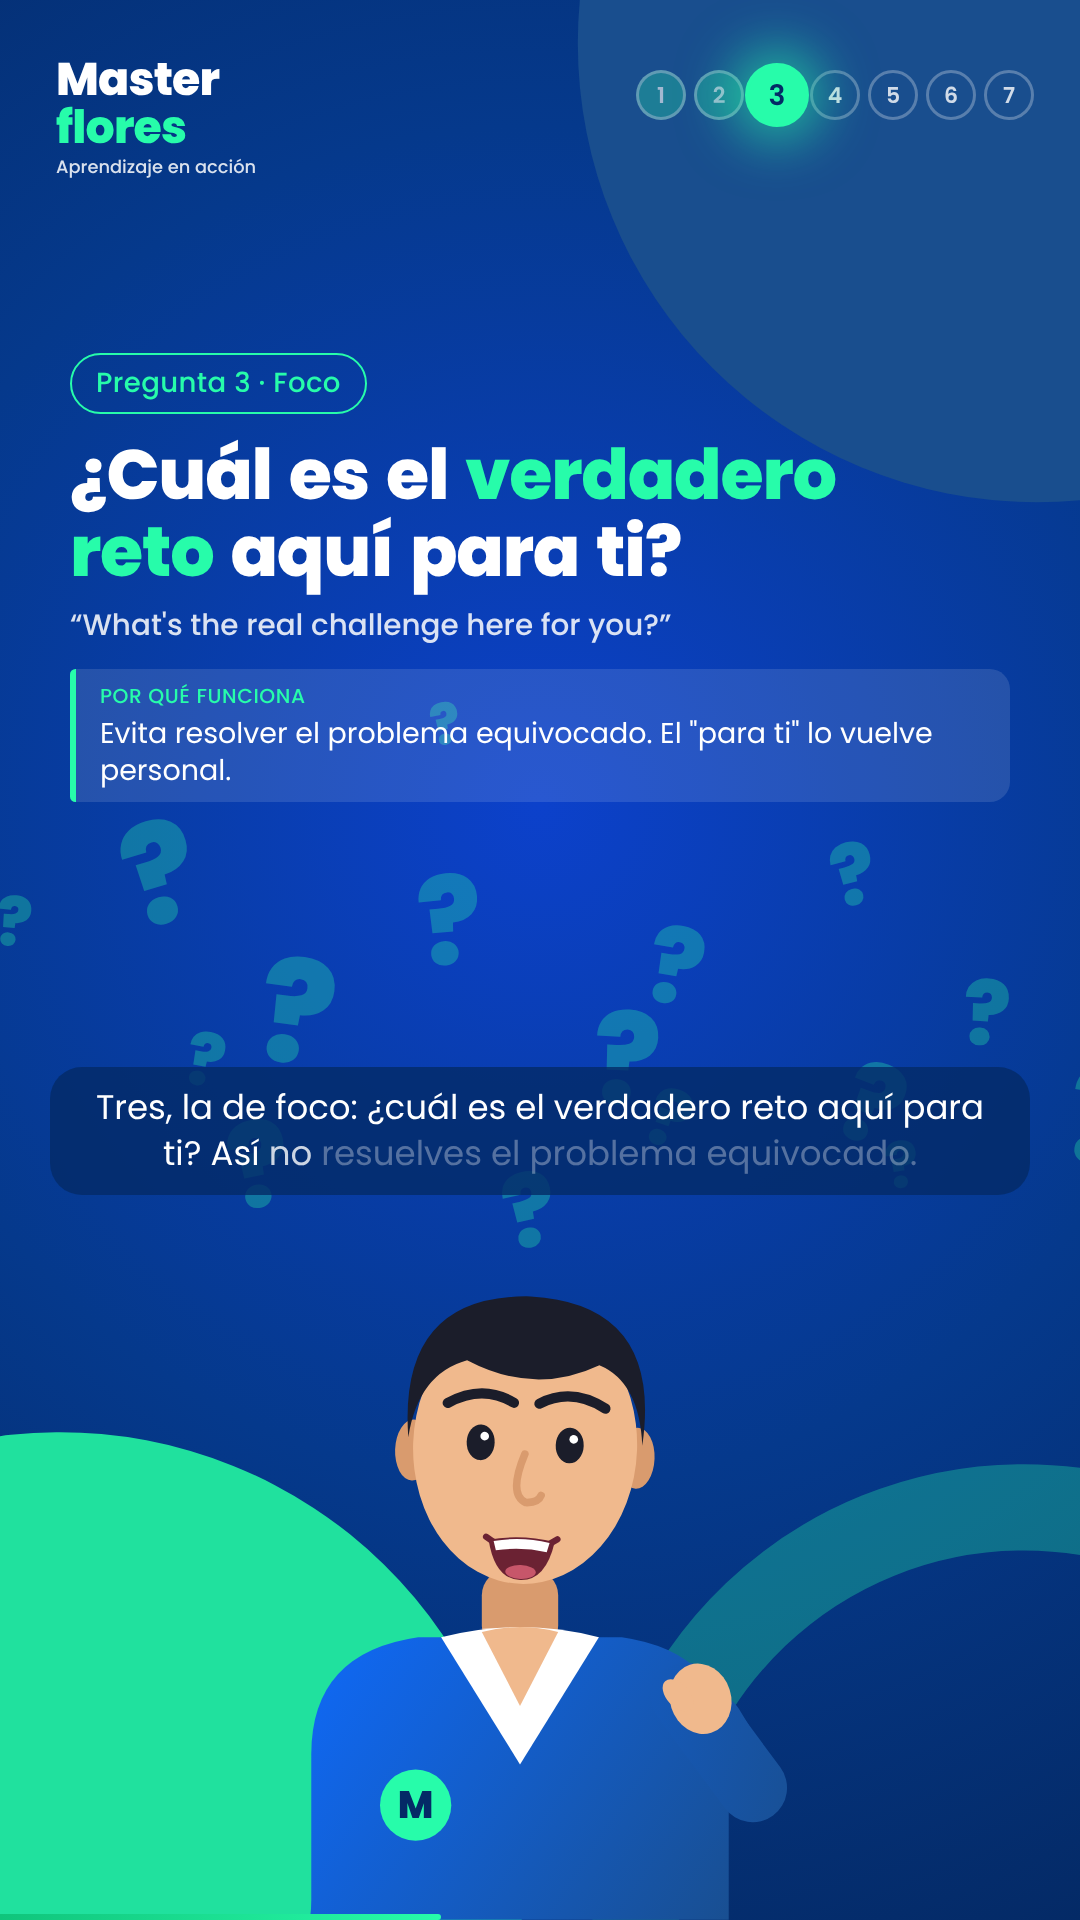 Master
flores
Aprendizaje en acción
1 2 3 4 5 6 7
Pregunta 3 · Foco
¿Cuál es el verdadero
reto aquí para ti?
“What's the real challenge here for you?”
POR QUÉ FUNCIONA
Evita resolver el problema equivocado. El "para ti" lo vuelve
personal.
Tres, la de foco: ¿cuál es el verdadero reto aquí para
ti? Así no resuelves el problema equivocado.
M